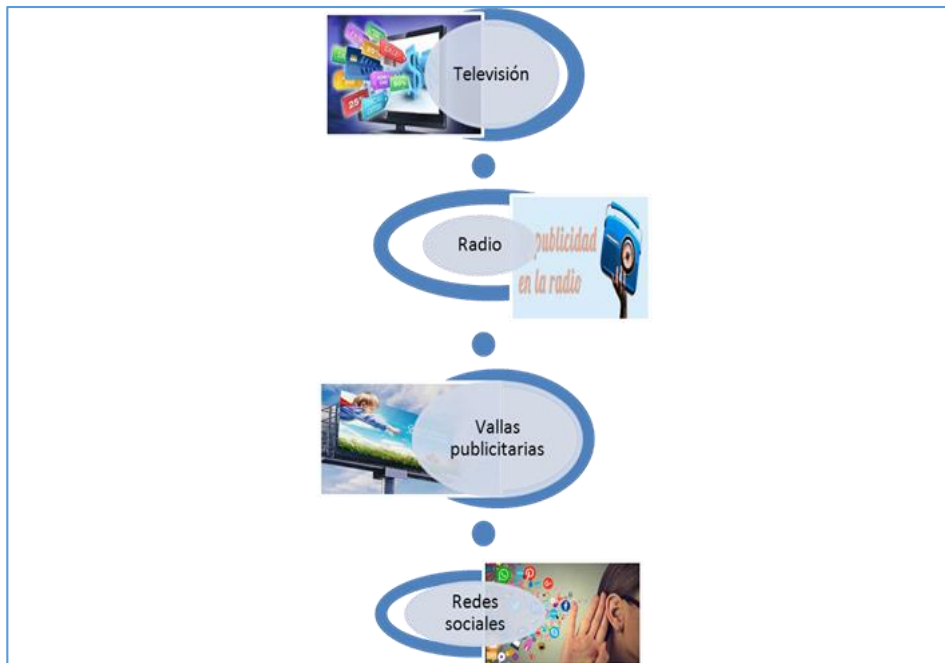 Televisión
Radio
publicidad
en la radio
Vallas
publicitarias
Redes
sociales